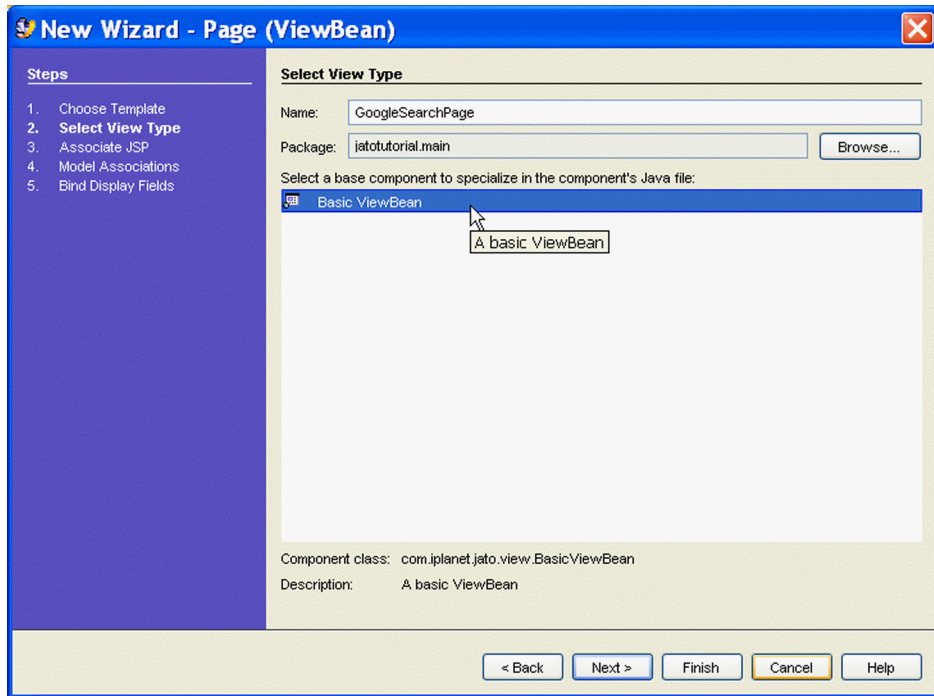 New Wizard - Page (ViewBean)
Steps
1. Choose Template
2. Select View Type
3. Associate JSP
4. Model Associations
5. Bind Display Fields
Select View Type
Name: GoogleSearchPage
Package: jatotutorial.main Browse...
Select a base component to specialize in the component's Java file:
Basic ViewBean
A basic ViewBean
Component class: com.iplanet.jato.view.BasicViewBean
Description: A basic ViewBean
< Back Next > Finish Cancel Help